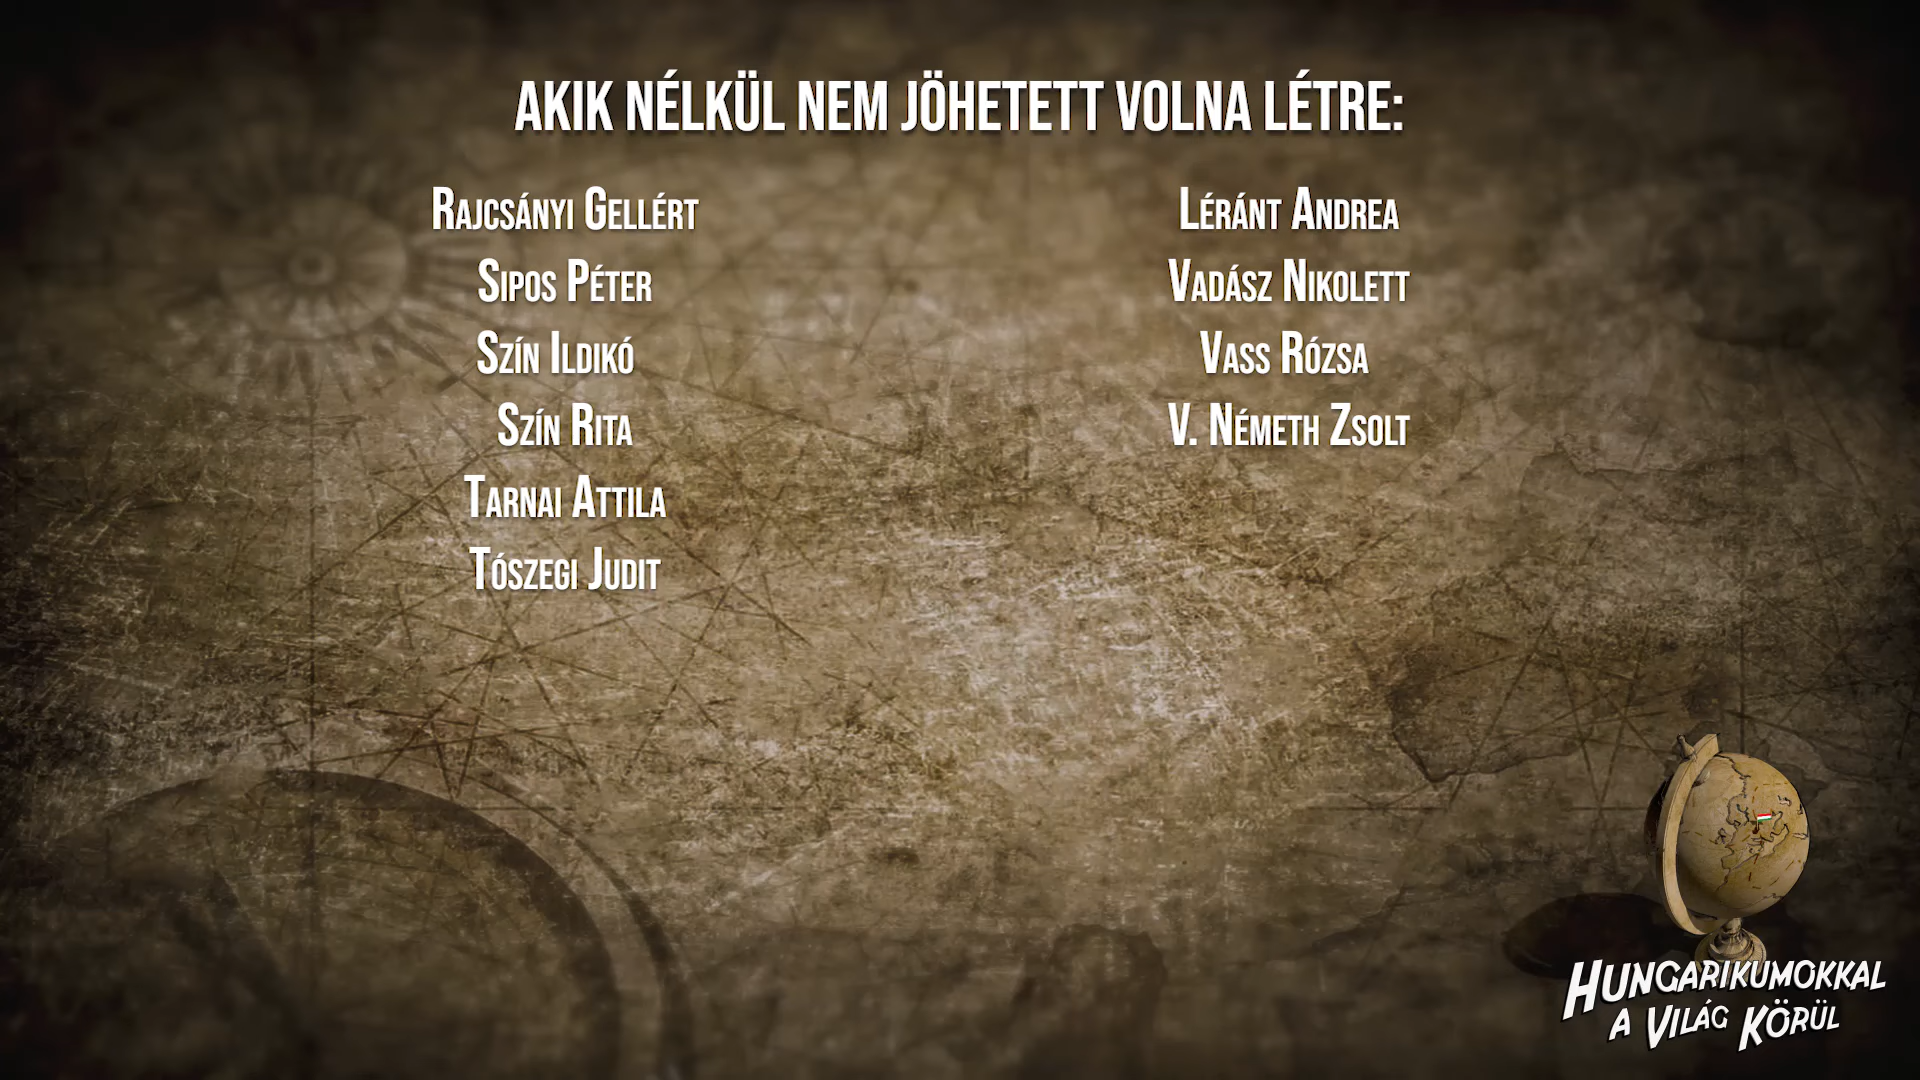 AKIK NÉLKÜL NEM JÖHETETT VOLNA LÉTRE:
Rajcsányi Gellért
Sipos Péter
Szín Ildikó
Szín Rita
Tarnai Attila
Tószegi Judit
Léránt Andrea
Vadász Nikolett
Vass Rózsa
V. Németh Zsolt
Hungarikumokkal
a Világ Körül